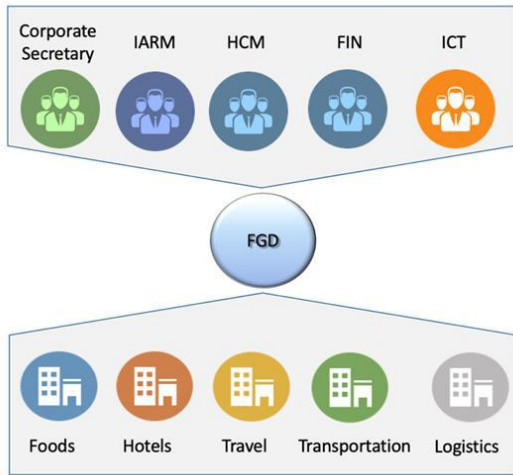 Corporate
Secretary
IARM
HCM
FIN
ICT
FGD
Foods
Hotels
Travel
Transportation
Logistics